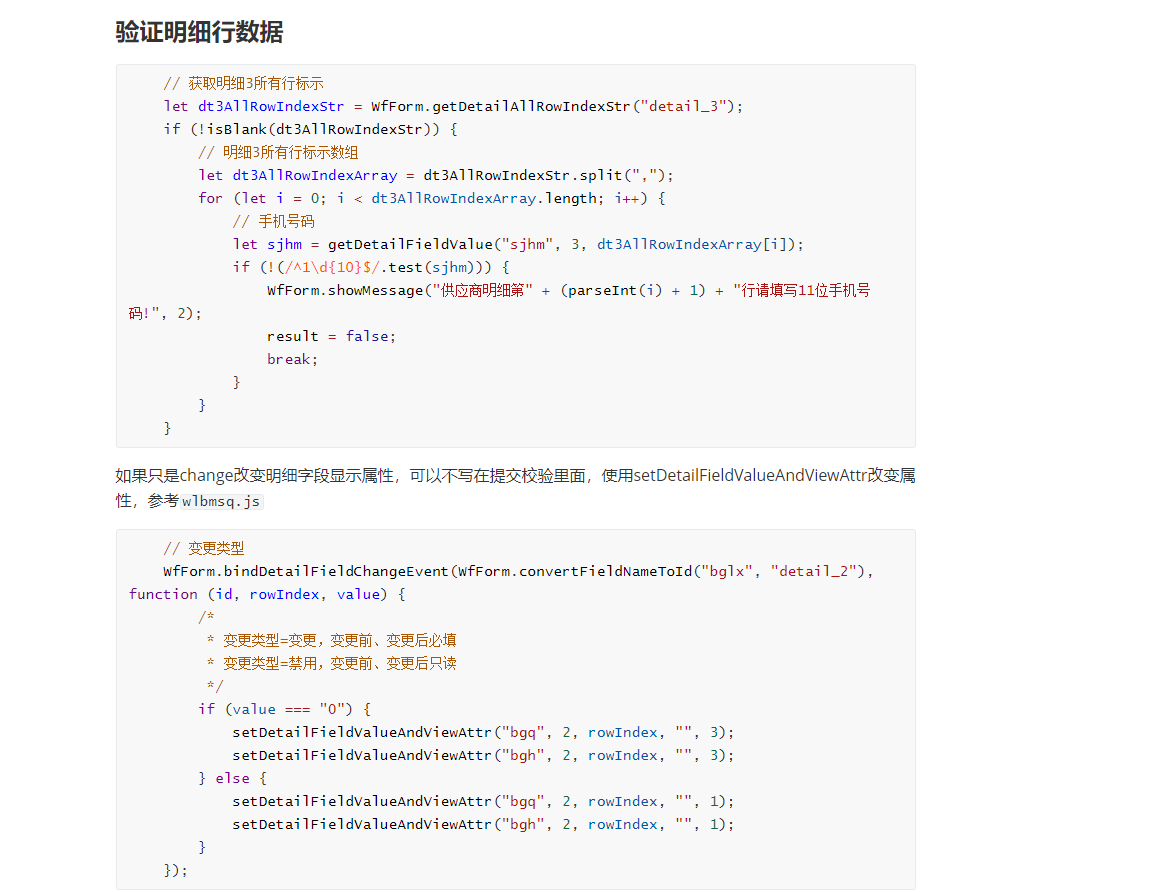 验证明细行数据
// 获取明细3所有行标示
let dt3AllRowIndexStr = WfForm.getDetailAllRowIndexStr("detail_3");
if (!isBlank(dt3AllRowIndexStr)) {
// 明细3所有行标示数组
let dt3AllRowIndexArray = dt3AllRowIndexStr.split(",");
for (let i = 0; i < dt3AllRowIndexArray.length; i++) {
// 手机号码
let sjhm = getDetailFieldValue("sjhm", 3, dt3AllRowIndexArray[i]);
if (!(/^1\d{10}$/.test(sjhm))) {
WfForm.showMessage("供应商明细第" + (parseInt(i) + 1) + "行请填写11位手机号
码!", 2);
result = false;
break;
}
}
}
如果只是change改变明细字段显示属性，可以不写在提交校验里面，使用setDetailFieldValueAndViewAttr改变属
性，参考 wlbmsq.js
// 变更类型
WfForm.bindDetailFieldChangeEvent(WfForm.convertFieldNameToId("bglx", "detail_2"),
function (id, rowIndex, value) {
/*
* 变更类型=变更，变更前、变更后必填
* 变更类型=禁用，变更前、变更后只读
*/
if (value === "0") {
setDetailFieldValueAndViewAttr("bgq", 2, rowIndex, "", 3);
setDetailFieldValueAndViewAttr("bgh", 2, rowIndex, "", 3);
} else {
setDetailFieldValueAndViewAttr("bgq", 2, rowIndex, "", 1);
setDetailFieldValueAndViewAttr("bgh", 2, rowIndex, "", 1);
}
});